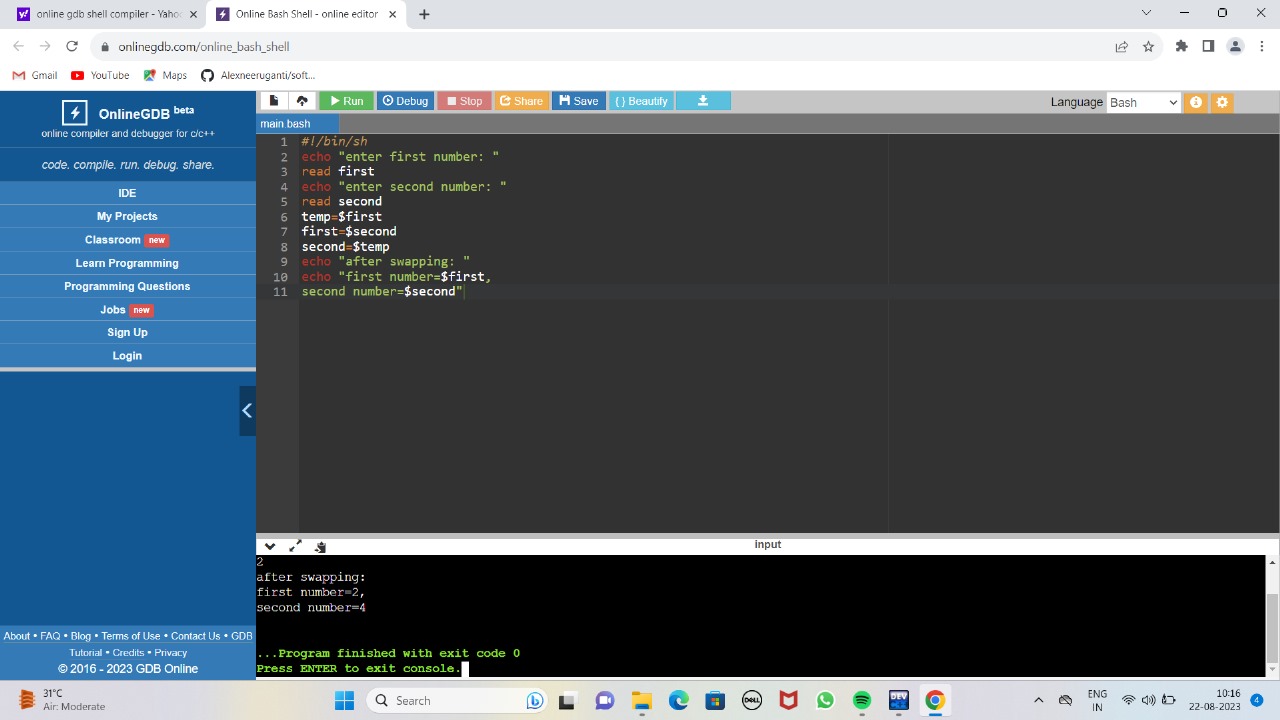 online gdb shell compiler - Yaho
Online Bash Shell - online editor
onlinegdb.com/online_bash_shell
Gmail YouTube Maps Alexneeruganti/soft...
OnlineGDB beta
online compiler and debugger for c/c++
code. compile. run. debug. share.
IDE
My Projects
Classroom new
Learn Programming
Programming Questions
Jobs new
Sign Up
Login
About • FAQ • Blog • Terms of Use • Contact Us • GDB
Tutorial • Credits • Privacy
© 2016 - 2023 GDB Online
Run Debug Stop Share Save { } Beautify
Language Bash
main.bash
1 #!/bin/sh
2 echo "enter first number: "
3 read first
4 echo "enter second number: "
5 read second
6 temp=$first
7 first=$second
8 second=$temp
9 echo "after swapping: "
10 echo "first number=$first,
11 second number=$second"
input
2
after swapping:
first number=2,
second number=4
...Program finished with exit code 0
Press ENTER to exit console.
31°C
Air: Moderate
Search
DELL
DEV
ENG
IN
10:16
22-08-2023
4